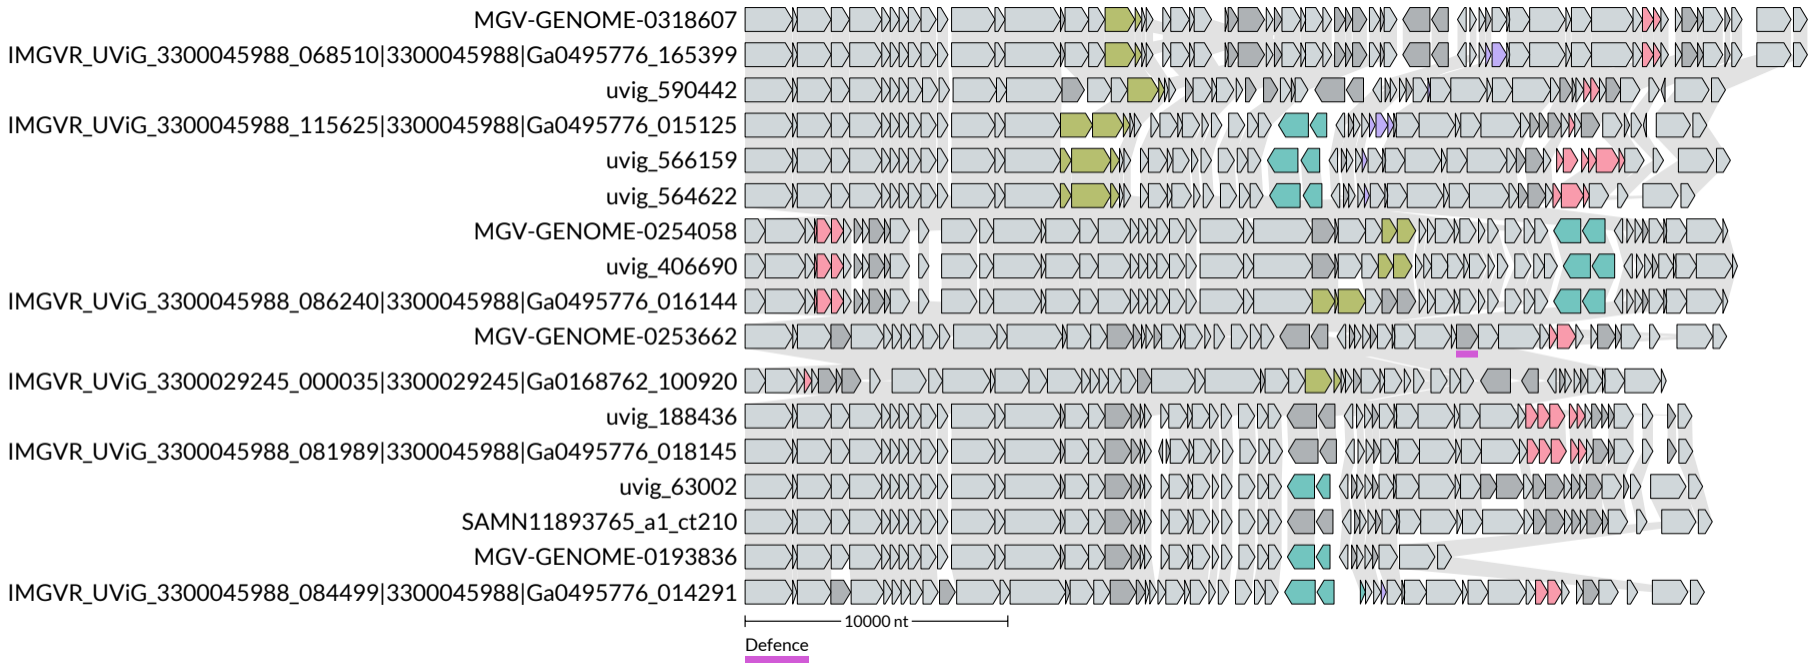 MGV-GENOME-0318607
IMGVR_UViG_3300045988_068510|3300045988|Ga0495776_165399
uvig_590442
IMGVR_UViG_3300045988_115625|3300045988|Ga0495776_015125
uvig_566159
uvig_564622
MGV-GENOME-0254058
uvig_406690
IMGVR_UViG_3300045988_086240|3300045988|Ga0495776_016144
MGV-GENOME-0253662
IMGVR_UViG_3300029245_000035|3300029245|Ga0168762_100920
uvig_188436
IMGVR_UViG_3300045988_081989|3300045988|Ga0495776_018145
uvig_63002
SAMN11893765_a1_ct210
MGV-GENOME-0193836
IMGVR_UViG_3300045988_084499|3300045988|Ga0495776_014291
10000 nt
Defence